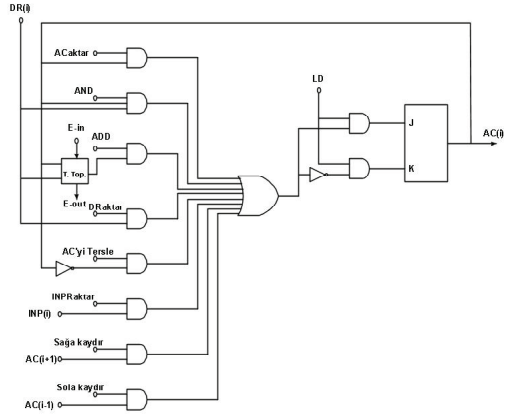 DR(i)
ACaktar
AND
E-in
ADD
T. Top.
E-out
DRaktar
AC'yi Tersle
INPRaktar
INP(i)
Sağa kaydır
AC(i+1)
Sola kaydır
AC(i-1)
LD
J
K
AC(i)